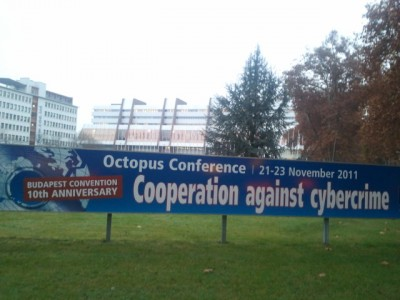 Octopus Conference | 21-23 November 2011
BUDAPEST CONVENTION
10th ANNIVERSARY
Cooperation against cybercrime